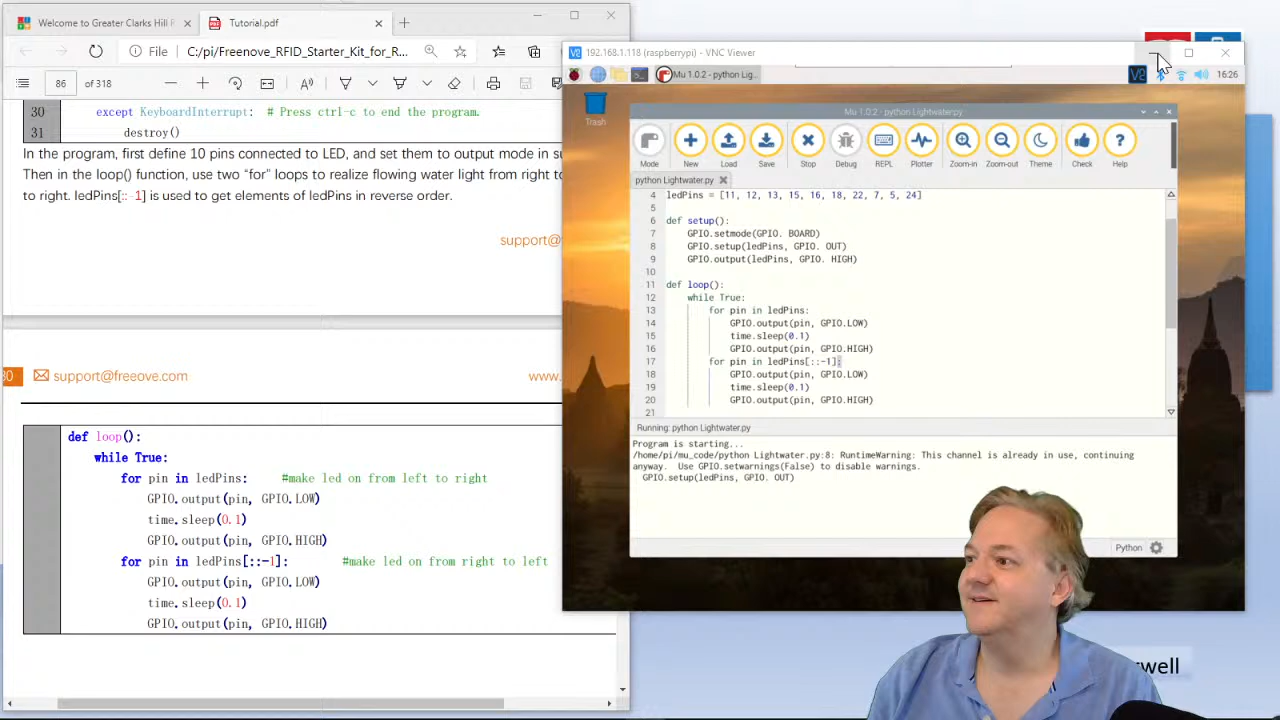 Welcome to Greater Clarks Hill R
Tutorial.pdf
File
C:/pi/Freenove_RFID_Starter_Kit_for_R...
86 of 318
30 except KeyboardInterrupt: # Press ctrl-c to end the program.
31 destroy()
In the program, first define 10 pins connected to LED, and set them to output mode in su
Then in the loop() function, use two "for" loops to realize flowing water light from right to
to right. ledPins[::-1] is used to get elements of ledPins in reverse order.
support@
30 support@freeove.com
www.
def loop():
while True:
for pin in ledPins: #make led on from left to right
GPIO.output(pin, GPIO.LOW)
time.sleep(0.1)
GPIO.output(pin, GPIO.HIGH)
for pin in ledPins[::-1]: #make led on from right to left
GPIO.output(pin, GPIO.LOW)
time.sleep(0.1)
GPIO.output(pin, GPIO.HIGH)
192.168.1.118 (raspberrypi) - VNC Viewer
Mu 1.0.2 - python Lig...
16:26
Trash
Mu 1.0.2 - python Lightwater.py
Mode
New
Load
Save
Stop
Debug
REPL
Plotter
Zoom-in
Zoom-out
Theme
Check
Help
python Lightwater.py
4 ledPins = [11, 12, 13, 15, 16, 18, 22, 7, 5, 24]
5
6 def setup():
7 GPIO.setmode(GPIO. BOARD)
8 GPIO.setup(ledPins, GPIO. OUT)
9 GPIO.output(ledPins, GPIO. HIGH)
10
11 def loop():
12 while True:
13 for pin in ledPins:
14 GPIO.output(pin, GPIO.LOW)
15 time.sleep(0.1)
16 GPIO.output(pin, GPIO.HIGH)
17 for pin in ledPins[::-1]:
18 GPIO.output(pin, GPIO.LOW)
19 time.sleep(0.1)
20 GPIO.output(pin, GPIO.HIGH)
21
Running: python Lightwater.py
Program is starting...
/home/pi/mu_code/python Lightwater.py:8: RuntimeWarning: This channel is already in use, continuing
anyway. Use GPIO.setwarnings(False) to disable warnings.
GPIO.setup(ledPins, GPIO. OUT)
Python
rwell